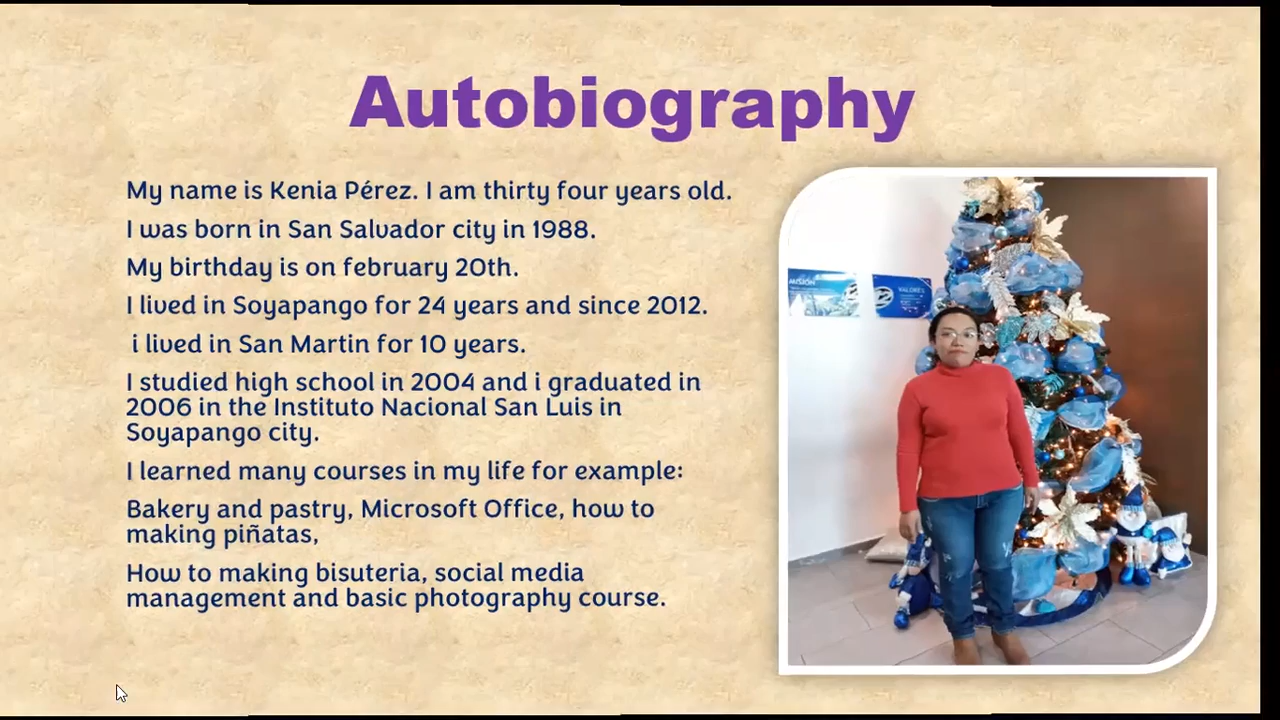 Autobiography
My name is Kenia Pérez. I am thirty four years old.
I was born in San Salvador city in 1988.
My birthday is on february 20th.
I lived in Soyapango for 24 years and since 2012.
i lived in San Martin for 10 years.
I studied high school in 2004 and i graduated in
2006 in the Instituto Nacional San Luis in
Soyapango city.
I learned many courses in my life for example:
Bakery and pastry, Microsoft Office, how to
making piñatas,
How to making bisuteria, social media
management and basic photography course.
MISIÓN
VALORES